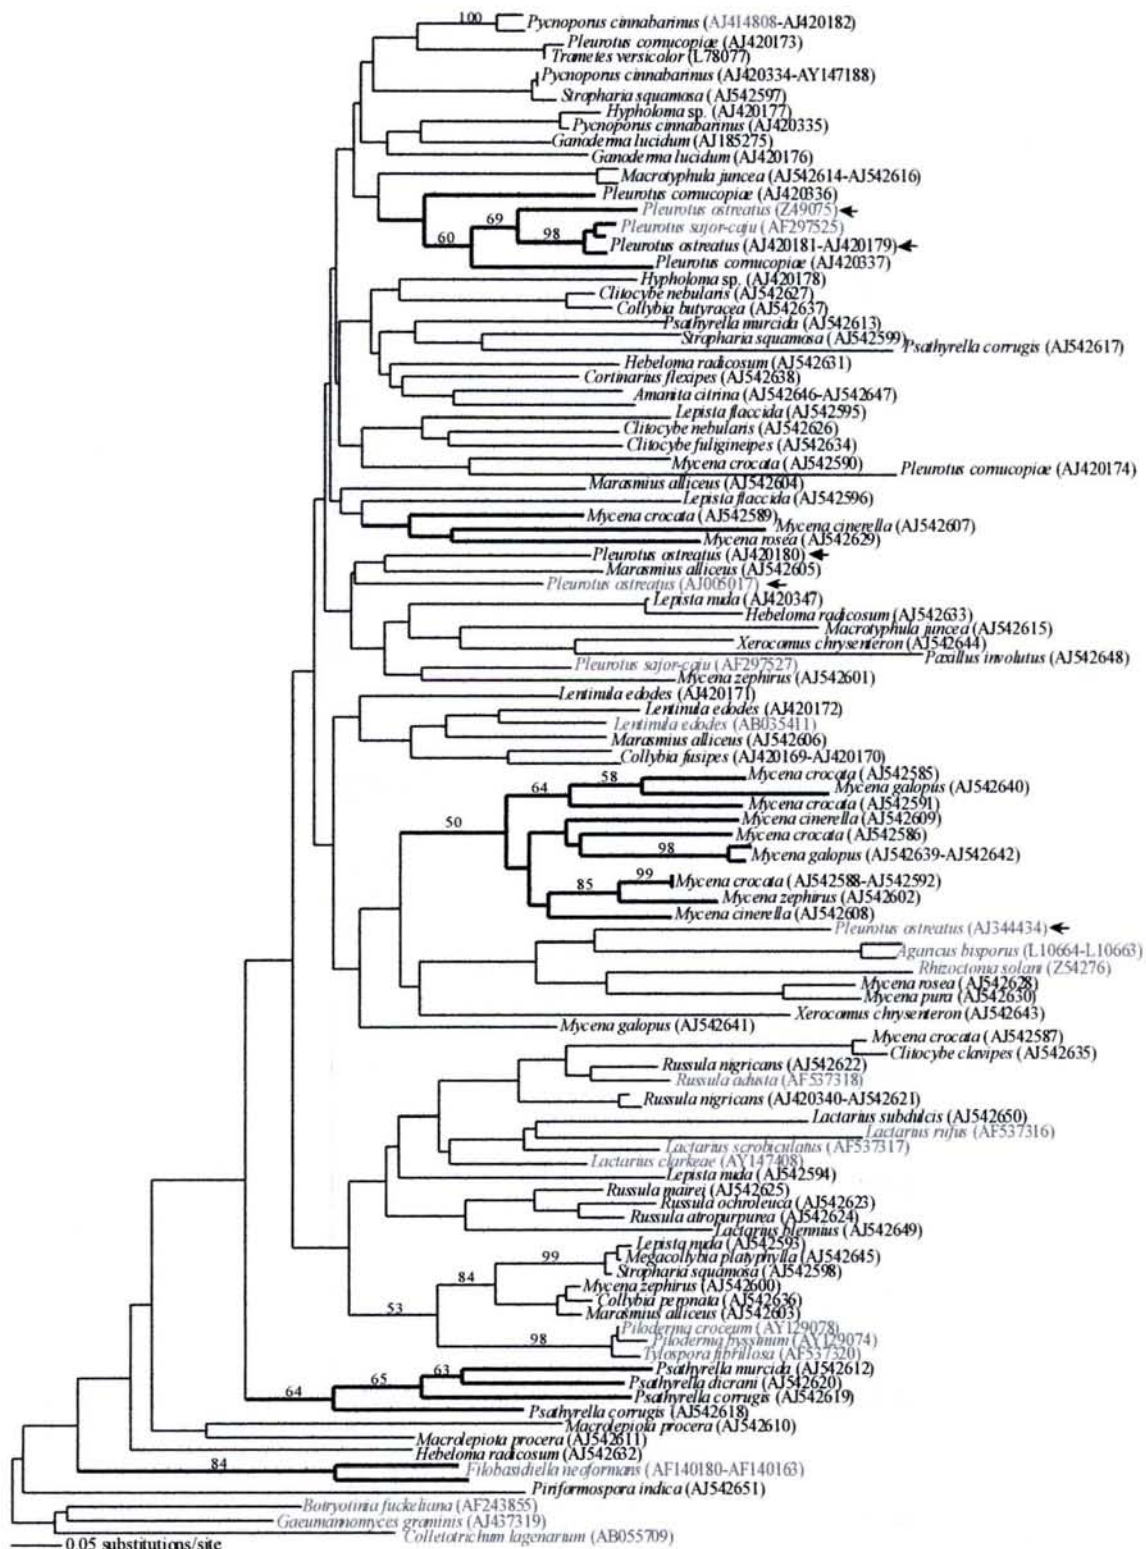 100
Pycnoporus cinnabarinus (AJ414808-AJ420182)
Pleurotus cornucopiae (AJ420173)
Trametes versicolor (L78077)
Pycnoporus cinnabarinus (AJ420334-AY147188)
Stropharia squamosa (AJ542597)
Hypholoma sp. (AJ420177)
Pycnoporus cinnabarinus (AJ420335)
Ganoderma lucidum (AJ185275)
Ganoderma lucidum (AJ420176)
Macrotyphula juncea (AJ542614-AJ542616)
Pleurotus cornucopiae (AJ420336)
Pleurotus ostreatus (Z49075)
69
Pleurotus sajor-caju (AF297525)
98
60
Pleurotus ostreatus (AJ420181-AJ420179)
Pleurotus cornucopiae (AJ420337)
Hypholoma sp. (AJ420178)
Clitocybe nebularis (AJ542627)
Collybia butyracea (AJ542637)
Psathyrella murcida (AJ542613)
Stropharia squamosa (AJ542599)
Psathyrella corrugis (AJ542617)
Hebeloma radicosum (AJ542631)
Cortinarius flexipes (AJ542638)
Amanita citrina (AJ542646-AJ542647)
Lepista flaccida (AJ542595)
Clitocybe nebularis (AJ542626)
Clitocybe fuligineipes (AJ542634)
Mycena crocata (AJ542590)
Pleurotus cornucopiae (AJ420174)
Marasmius alliceus (AJ542604)
Lepista flaccida (AJ542596)
Mycena crocata (AJ542589)
Mycena cinerella (AJ542607)
Mycena rosea (AJ542629)
Pleurotus ostreatus (AJ420180)
Marasmius alliceus (AJ542605)
Pleurotus ostreatus (AJ005017)
Lepista nuda (AJ420347)
Hebeloma radicosum (AJ542633)
Macrotyphula juncea (AJ542615)
Xerocomus chrysenteron (AJ542644)
Paxillus involutus (AJ542648)
Pleurotus sajor-caju (AF297527)
Mycena zephirus (AJ542601)
Lentinula edodes (AJ420171)
Lentinula edodes (AJ420172)
Lentinula edodes (AB035411)
Marasmius alliceus (AJ542606)
Collybia fusipes (AJ420169-AJ420170)
58
Mycena crocata (AJ542585)
64
Mycena galopus (AJ542640)
Mycena crocata (AJ542591)
50
Mycena cinerella (AJ542609)
Mycena crocata (AJ542586)
98
Mycena galopus (AJ542639-AJ542642)
99
Mycena crocata (AJ542588-AJ542592)
85
Mycena zephirus (AJ542602)
Mycena cinerella (AJ542608)
Pleurotus ostreatus (AJ344434)
Agaricus bisporus (L10664-L10663)
Rhizoctonia solani (Z54276)
Mycena rosea (AJ542628)
Mycena pura (AJ542630)
Xerocomus chrysenteron (AJ542643)
Mycena galopus (AJ542641)
Mycena crocata (AJ542587)
Clitocybe clavipes (AJ542635)
Russula nigricans (AJ542622)
Russula adusta (AF537318)
Russula nigricans (AJ420340-AJ542621)
Lactarius subdulcis (AJ542650)
Lactarius rufus (AF537316)
Lactarius scrobiculatus (AF537317)
Lactarius clarkeae (AY147408)
Lepista nuda (AJ542594)
Russula mairei (AJ542625)
Russula ochroleuca (AJ542623)
Russula atropurpurea (AJ542624)
Lactarius blennius (AJ542649)
Lepista nuda (AJ542593)
99
Megacollybia platyphylla (AJ542645)
Stropharia squamosa (AJ542598)
84
Mycena zephirus (AJ542600)
Collybia peronata (AJ542636)
53
Marasmius alliceus (AJ542603)
Piloderma croceum (AY129078)
98
Piloderma byssinum (AY129074)
Tylospora fibrillosa (AF537320)
63
Psathyrella murcida (AJ542612)
65
Psathyrella dicrani (AJ542620)
64
Psathyrella corrugis (AJ542619)
Psathyrella corrugis (AJ542618)
Macrolepiota procera (AJ542610)
Macrolepiota procera (AJ542611)
Hebeloma radicosum (AJ542632)
84
Filobasidiella neoformans (AF140180-AF140163)
Piriformospora indica (AJ542651)
Botryotinia fuckeliana (AF243855)
Gaeumannomyces graminis (AJ437319)
Colletotrichum lagenarium (AB055709)
0.05 substitutions/site